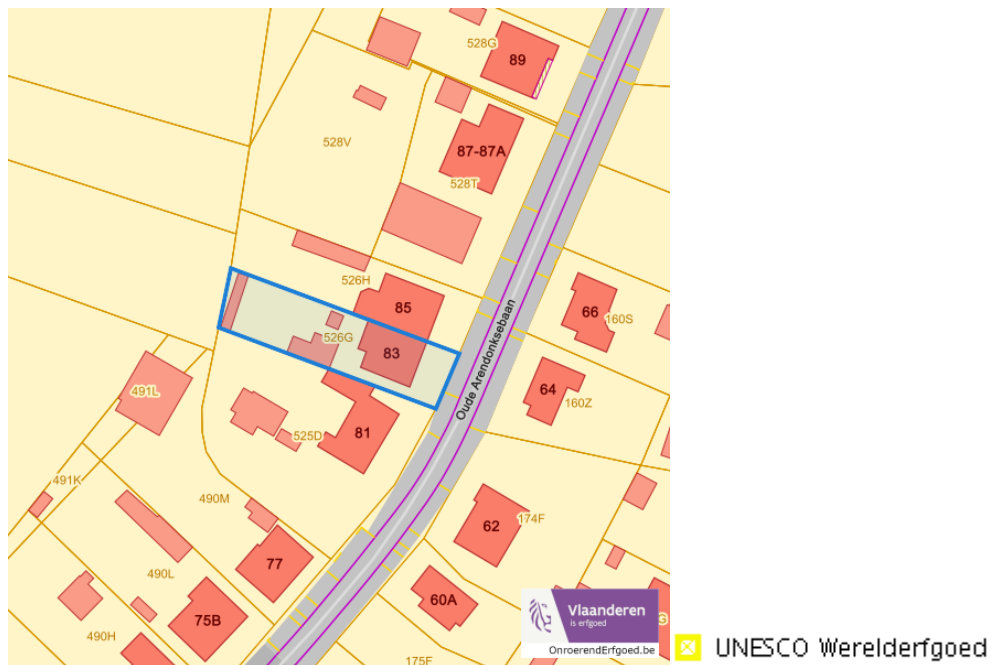 528G
89
528V
87-87A
528T
526H
85
66
160S
526G
83
Oude Arendonksebaan
64
160Z
491L
81
525D
491K
490M
62
174F
77
490L
60A
75B
490H
175F
Vlaanderen
is erfgoed
OnroerendErfgoed.be
G
UNESCO Werelderfgoed